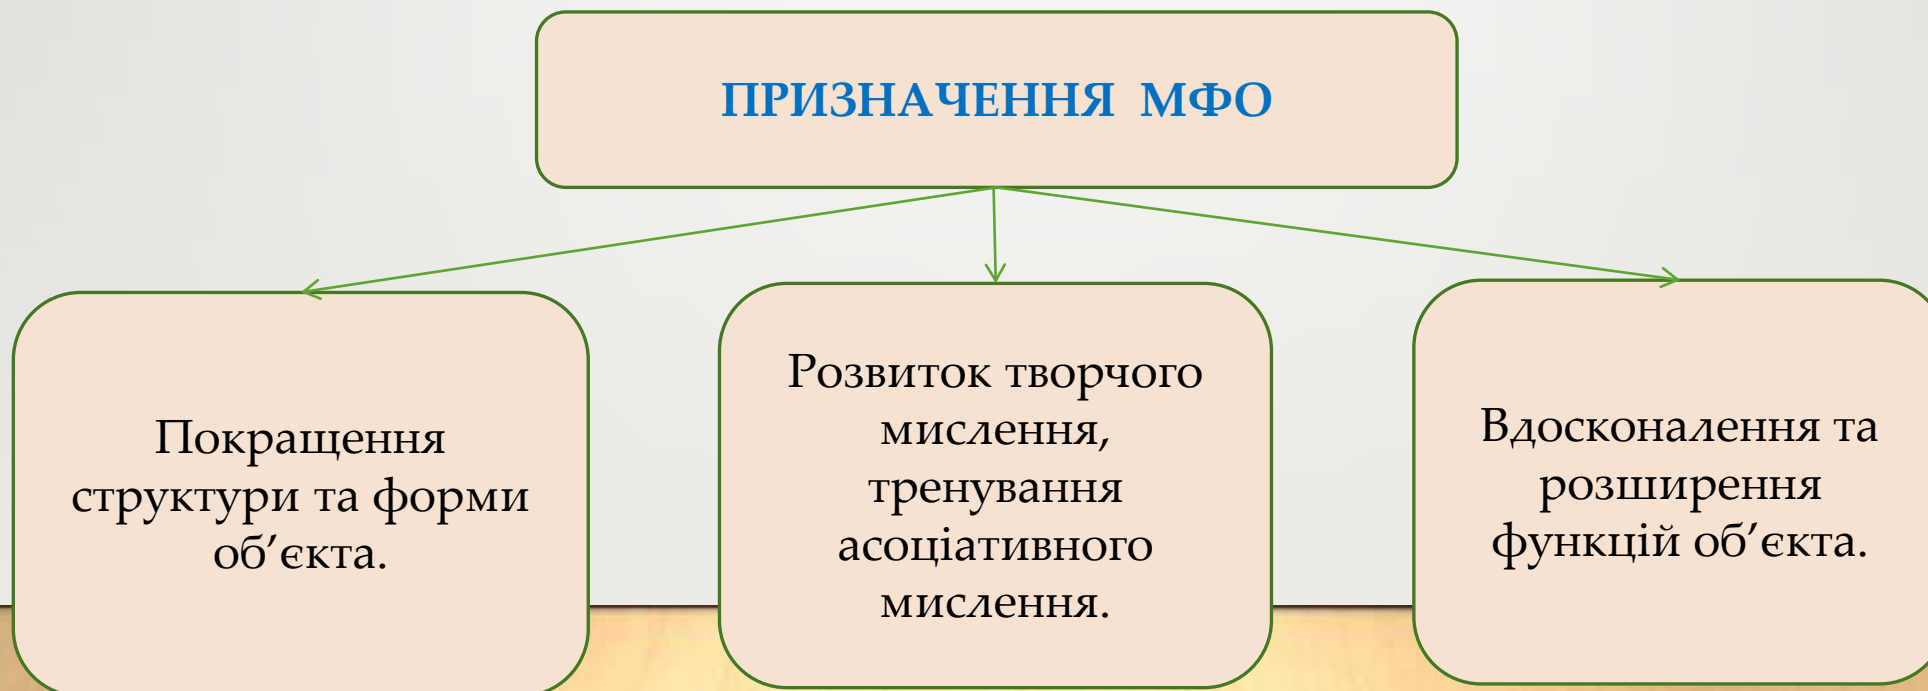 ПРИЗНАЧЕННЯ МФО
Покращення
структури та форми
об’єкта.
Розвиток творчого
мислення,
тренування
асоціативного
мислення.
Вдосконалення та
розширення
функцій об’єкта.